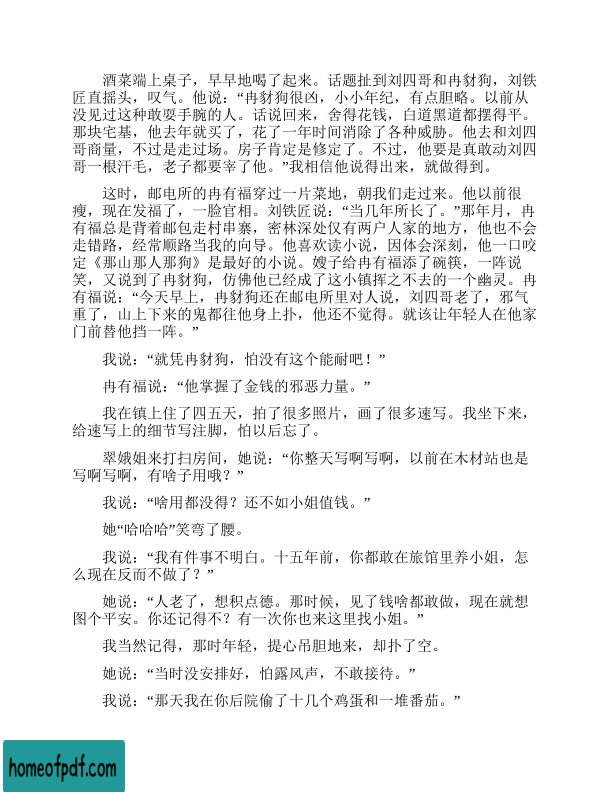 酒菜端上桌子，早早地喝了起来。话题扯到刘四哥和冉豺狗，刘铁
匠直摇头，叹气。他说：“冉豺狗很凶，小小年纪，有点胆略。以前从
没见过这种敢耍手腕的人。话说回来，舍得花钱，白道黑道都摆得平。
那块宅基，他去年就买了，花了一年时间消除了各种威胁。他去和刘四
哥商量，不过是走过场。房子肯定是修定了。不过，他要是真敢动刘四
哥一根汗毛，老子都要宰了他。”我相信他说得出来，就做得到。
这时，邮电所的冉有福穿过一片菜地，朝我们走过来。他以前很
瘦，现在发福了，一脸官相。刘铁匠说：“当几年所长了。”那年月，冉
有福总是背着邮包走村串寨，密林深处仅有两户人家的地方，他也不会
走错路，经常顺路当我的向导。他喜欢读小说，因体会深刻，他一口咬
定《那山那人那狗》是最好的小说。嫂子给冉有福添了碗筷，一阵说
笑，又说到了冉豺狗，仿佛他已经成了这小镇挥之不去的一个幽灵。冉
有福说：“今天早上，冉豺狗还在邮电所里对人说，刘四哥老了，邪气
重了，山上下来的鬼都往他身上扑，他还不觉得。就该让年轻人在他家
门前替他挡一阵。”
我说：“就凭冉豺狗，怕没有这个能耐吧！”
冉有福说：“他掌握了金钱的邪恶力量。”
我在镇上住了四五天，拍了很多照片，画了很多速写。我坐下来，
给速写上的细节写注脚，怕以后忘了。
翠娥姐来打扫房间，她说：“你整天写啊写啊，以前在木材站也是
写啊写啊，有啥子用哦？”
我说：“啥用都没得？还不如小姐值钱。”
她“哈哈哈”笑弯了腰。
我说：“我有件事不明白。十五年前，你都敢在旅馆里养小姐，怎
么现在反而不做了？”
她说：“人老了，想积点德。那时候，见了钱啥都敢做，现在就想
图个平安。你还记得不？有一次你也来这里找小姐。”
我当然记得，那时年轻，提心吊胆地来，却扑了空。
她说：“当时没安排好，怕露风声，不敢接待。”
我说：“那天我在你后院偷了十几个鸡蛋和一堆番茄。”
homeofpdf.com